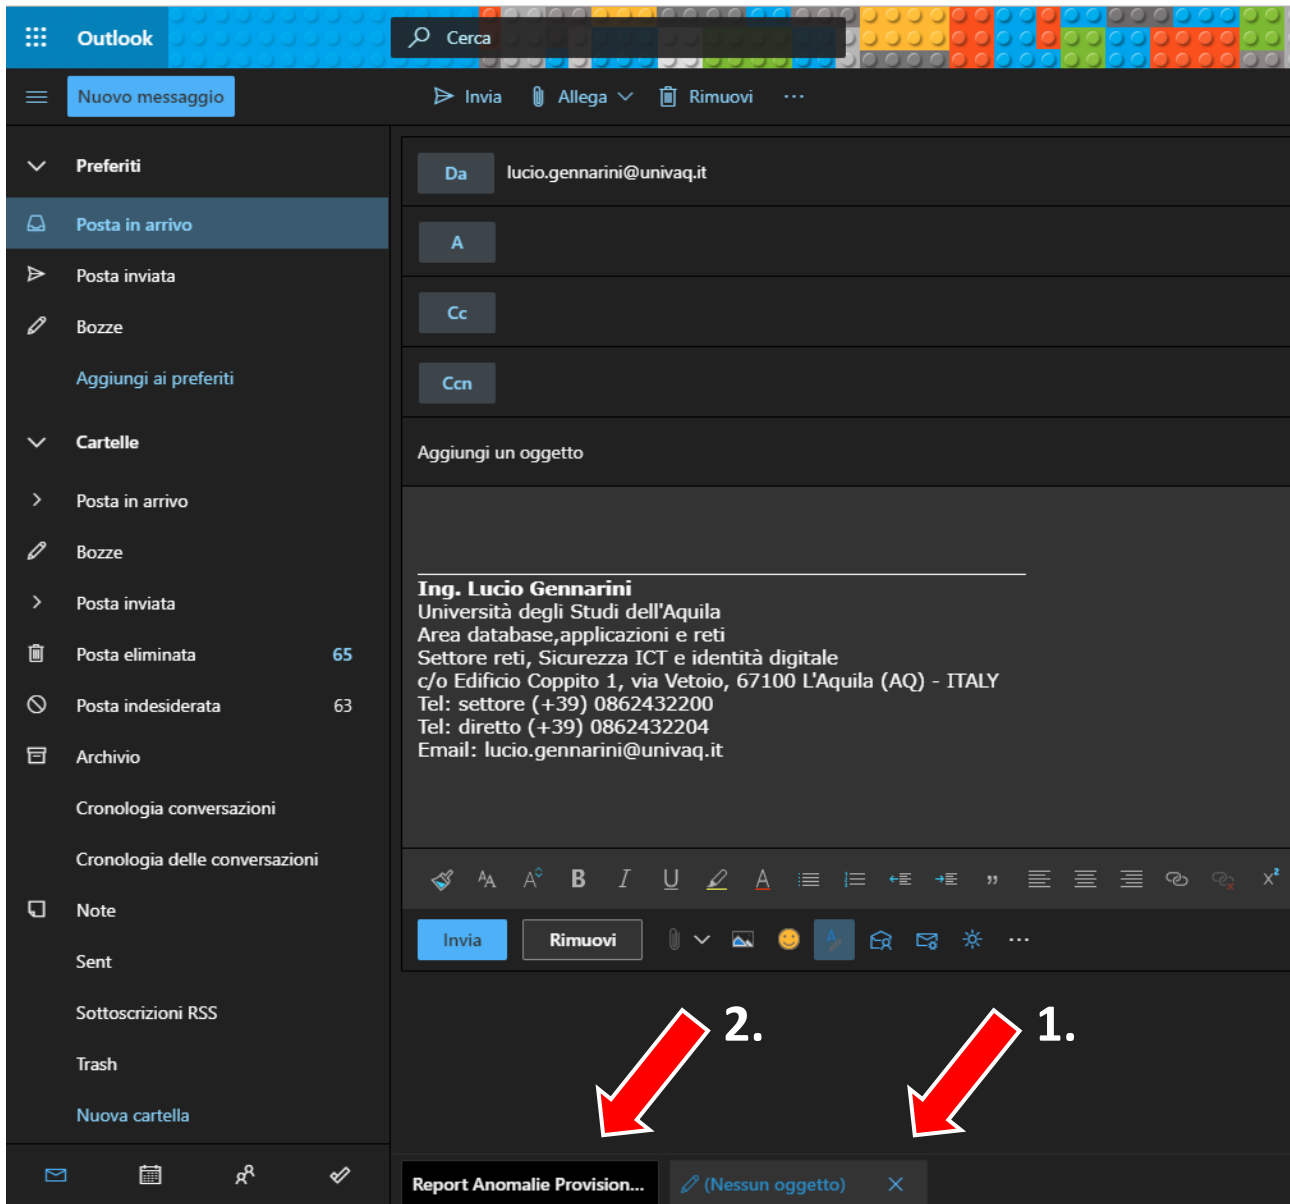 Outlook
Cerca
Nuovo messaggio
Invia
Allega
Rimuovi
Preferiti
Posta in arrivo
Posta inviata
Bozze
Aggiungi ai preferiti
Cartelle
Posta in arrivo
Bozze
Posta inviata
Posta eliminata 65
Posta indesiderata 63
Archivio
Cronologia conversazioni
Cronologia delle conversazioni
Note
Sent
Sottoscrizioni RSS
Trash
Nuova cartella
Da lucio.gennarini@univaq.it
A
Cc
Ccn
Aggiungi un oggetto
Ing. Lucio Gennarini
Università degli Studi dell'Aquila
Area database,applicazioni e reti
Settore reti, Sicurezza ICT e identità digitale
c/o Edificio Coppito 1, via Vetoio, 67100 L'Aquila (AQ) - ITALY
Tel: settore (+39) 0862432200
Tel: diretto (+39) 0862432204
Email: lucio.gennarini@univaq.it
Invia
Rimuovi
2.
1.
Report Anomalie Provision...
(Nessun oggetto)